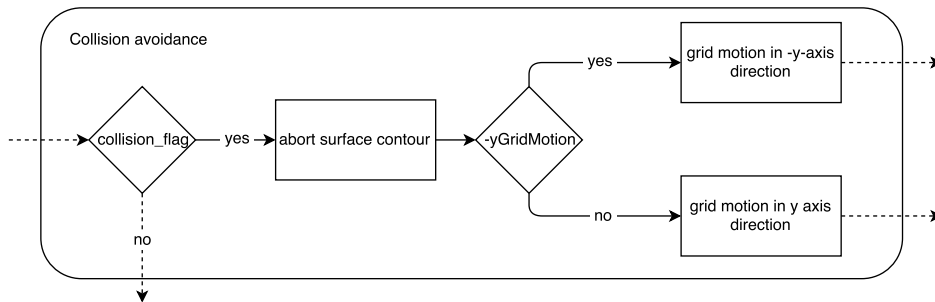 Collision avoidance
collision_flag
yes
abort surface contour
-yGridMotion
yes
grid motion in -y-axis
direction
no
grid motion in y axis
direction
no